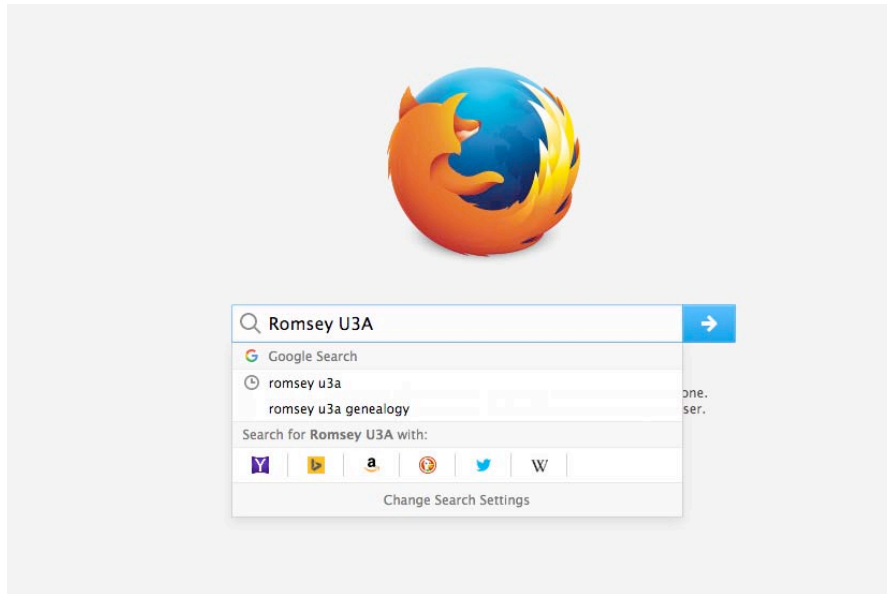 Romsey U3A
Google Search
romsey u3a
one.
romsey u3a genealogy
ser.
Search for Romsey U3A with:
Change Search Settings